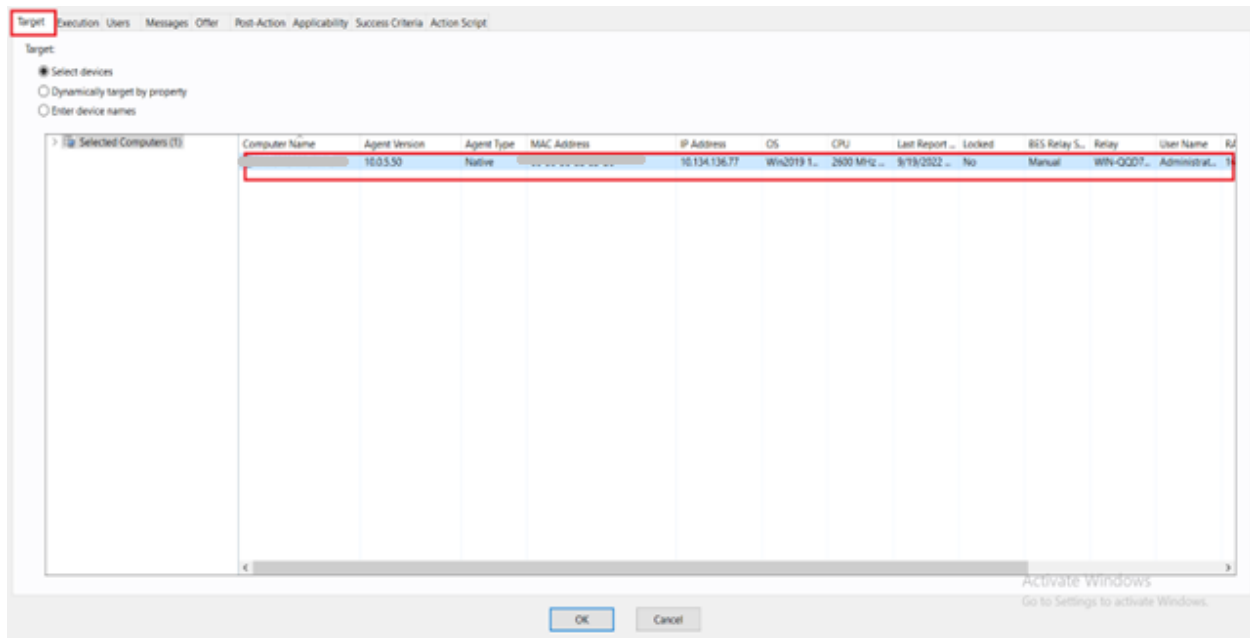 Target Execution Users Messages Offer Post-Action Applicability Success Criteria Action Script
Target:
Select devices
Dynamically target by property
Enter device names
Selected Computers (1)
Computer Name Agent Version Agent Type MAC Address IP Address OS CPU Last Report ... Locked BES Relay S... Relay User Name RA
10.0.5.50 Native 10.134.136.77 Win2019 1... 2600 MHz ... 9/19/2022 ... No Manual WIN-QQD7... Administrat...
Activate Windows
Go to Settings to activate Windows.
OK Cancel